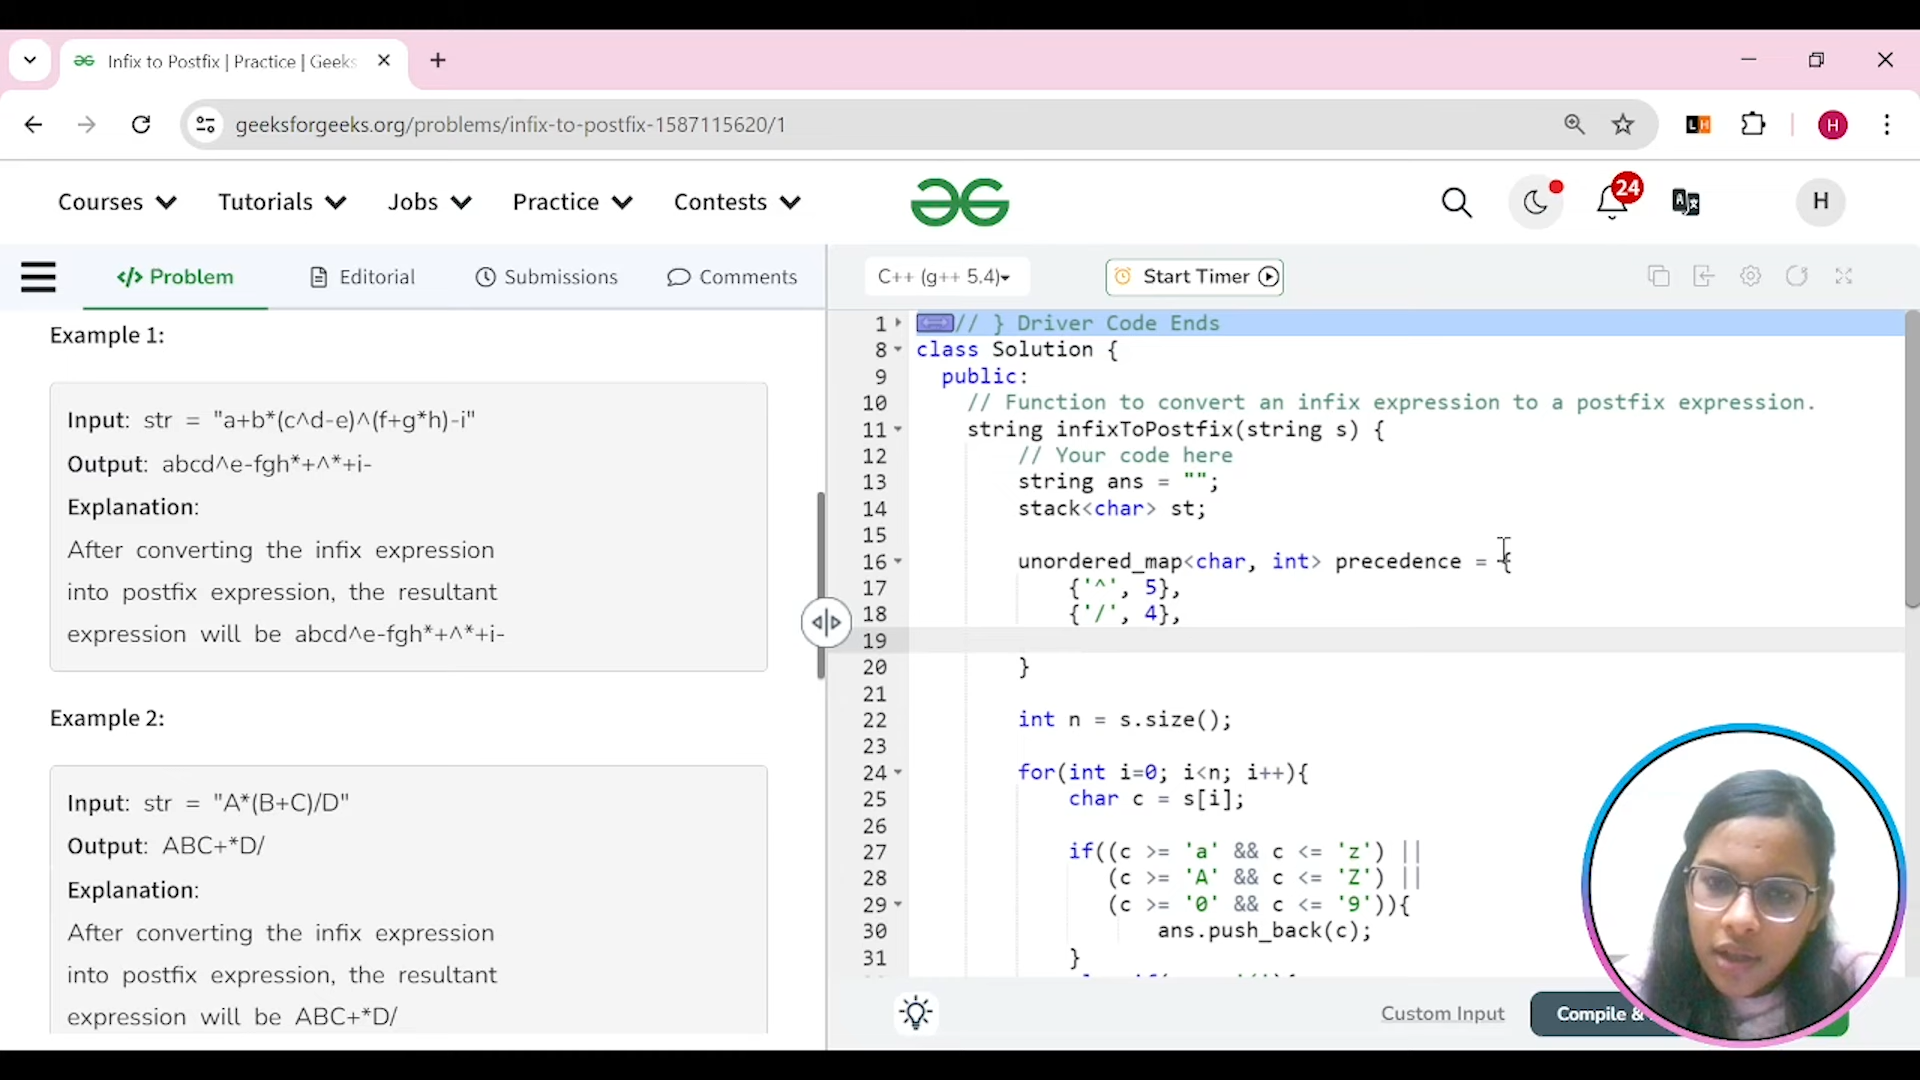 Infix to Postfix | Practice | Geeks
geeksforgeeks.org/problems/infix-to-postfix-1587115620/1
LH
H
Courses
Tutorials
Jobs
Practice
Contests
24
H
</> Problem
Editorial
Submissions
Comments
C++ (g++ 5.4)
Start Timer
Example 1:
Input: str = "a+b*(c^d-e)^(f+g*h)-i"
Output: abcd^e-fgh*+^*+i-
Explanation:
After converting the infix expression
into postfix expression, the resultant
expression will be abcd^e-fgh*+^*+i-
Example 2:
Input: str = "A*(B+C)/D"
Output: ABC+*D/
Explanation:
After converting the infix expression
into postfix expression, the resultant
expression will be ABC+*D/
1 // } Driver Code Ends
8 class Solution {
9 public:
10 // Function to convert an infix expression to a postfix expression.
11 string infixToPostfix(string s) {
12 // Your code here
13 string ans = "";
14 stack<char> st;
15
16 unordered_map<char, int> precedence = {
17 {'^', 5},
18 {'/', 4},
19
20 }
21
22 int n = s.size();
23
24 for(int i=0; i<n; i++){
25 char c = s[i];
26
27 if((c >= 'a' && c <= 'z') ||
28 (c >= 'A' && c <= 'Z') ||
29 (c >= '0' && c <= '9')){
30 ans.push_back(c);
31 }
Custom Input
Compile &